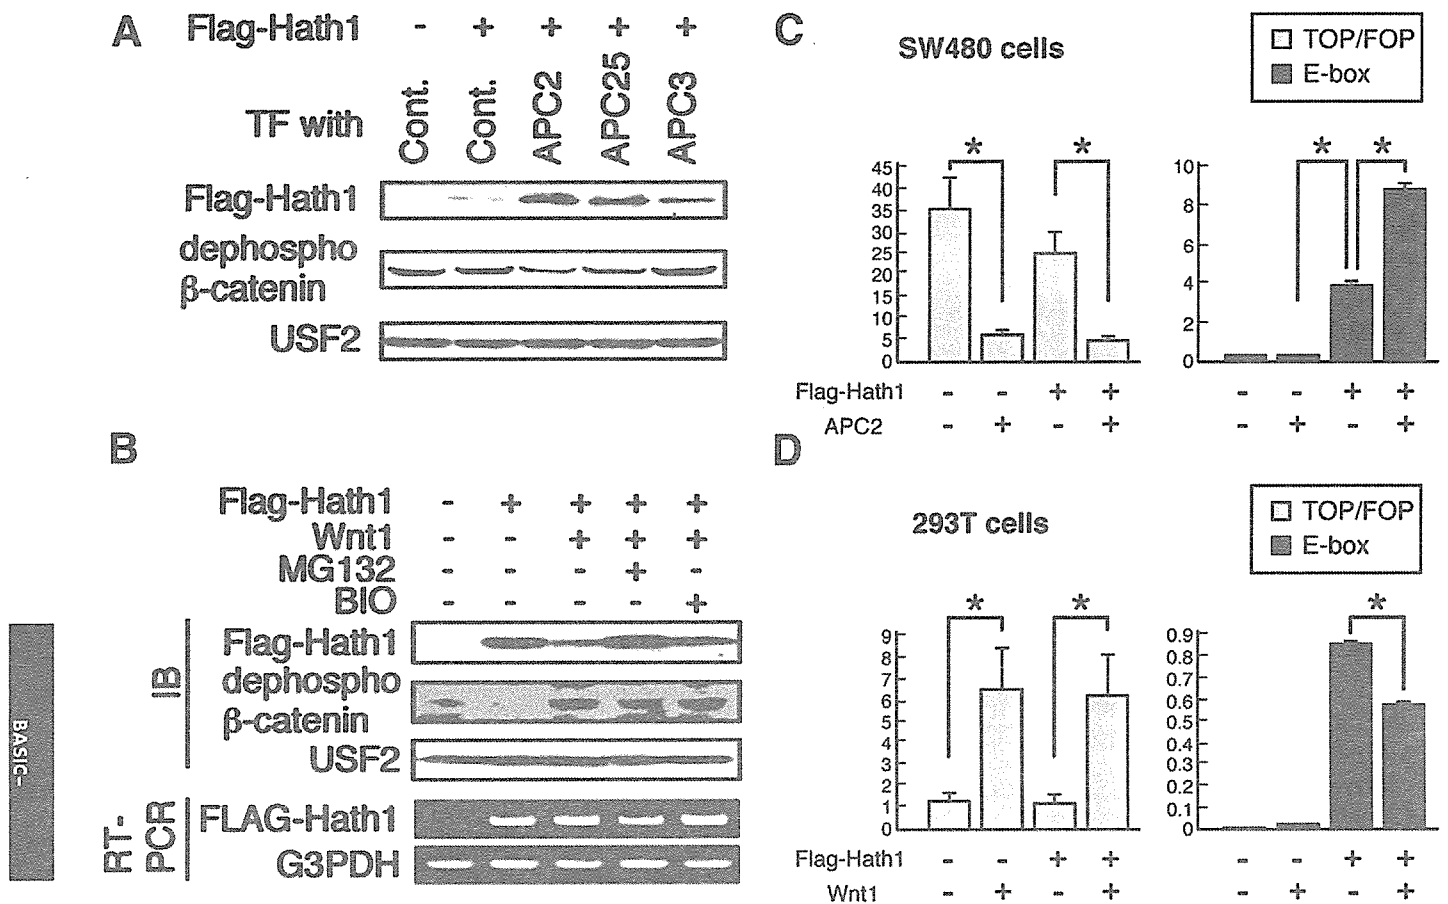 A
Flag-Hath1 - + + + +
TF with Cont. Cont. APC2 APC25 APC3
Flag-Hath1
dephospho
β-catenin
USF2
B
Flag-Hath1 - + + + +
Wnt1 - - + + +
MG132 - - - + -
BIO - - - - +
IB
Flag-Hath1
dephospho
β-catenin
USF2
RT-
PCR
FLAG-Hath1
G3PDH
BASIC–
C
SW480 cells
TOP/FOP
E-box
* * * *
45
40
35
30
25
20
15
10
5
0
10
8
6
4
2
0
Flag-Hath1 - - + + - - + +
APC2 - + - + - + - +
D
293T cells
TOP/FOP
E-box
* * *
9
8
7
6
5
4
3
2
1
0
0.9
0.8
0.7
0.6
0.5
0.4
0.3
0.2
0.1
0
Flag-Hath1 - - + + - - + +
Wnt1 - + - + - + - +